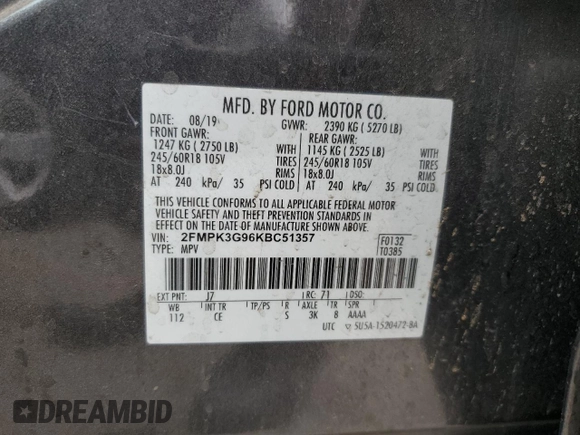 MFD. BY FORD MOTOR CO.
DATE: 08/19 GVWR: 2390 KG ( 5270 LB)
FRONT GAWR: REAR GAWR:
1247 KG ( 2750 LB) WITH 1145 KG ( 2525 LB) WITH
245/60R18 105V TIRES 245/60R18 105V TIRES
18x8.0J RIMS 18x8.0J RIMS
AT 240 kPa/ 35 PSI COLD AT 240 kPa/ 35 PSI COLD
THIS VEHICLE CONFORMS TO ALL APPLICABLE FEDERAL MOTOR
VEHICLE SAFETY AND THEFT PREVENTION STANDARDS IN
EFFECT ON THE DATE OF MANUFACTURE SHOWN ABOVE.
VIN: 2FMPK3G96KBC51357 F0132
TYPE: MPV T0385
EXT PNT: J7 RC: 71 DSO:
WB INT TR TP/PS R AXLE TR SPR
112 CE S 3K 8 AAAA
UTC 5U5A-1520472-BA
DREAMBID